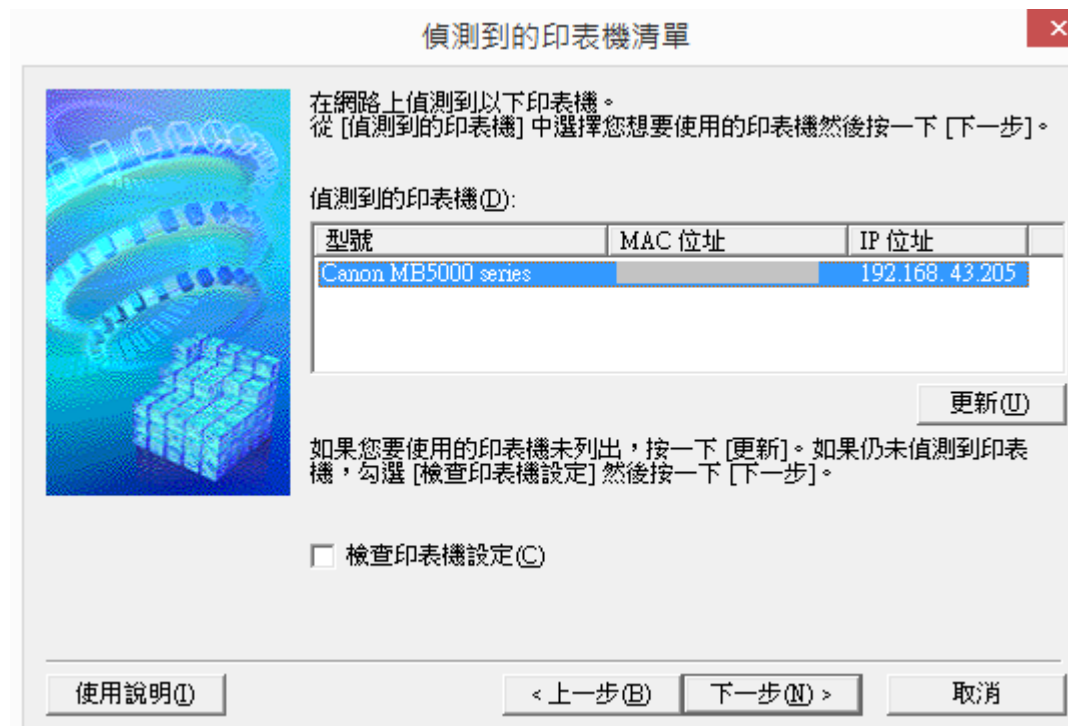 偵測到的印表機清單
在網路上偵測到以下印表機。
從 [偵測到的印表機] 中選擇您想要使用的印表機然後按一下 [下一步]。
偵測到的印表機(D):
型號 MAC 位址 IP 位址
Canon MB5000 series 192.168. 43.205
更新(U)
如果您要使用的印表機未列出，按一下 [更新]。如果仍未偵測到印表
機，勾選 [檢查印表機設定] 然後按一下 [下一步]。
檢查印表機設定(C)
使用說明(I) < 上一步(B) 下一步(N) > 取消